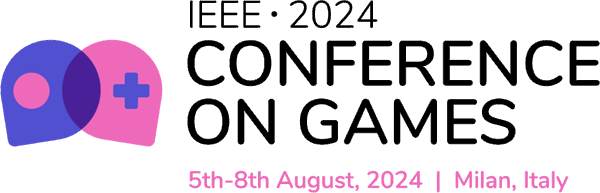 IEEE · 2024
CONFERENCE
ON GAMES
5th-8th August, 2024 | Milan, Italy